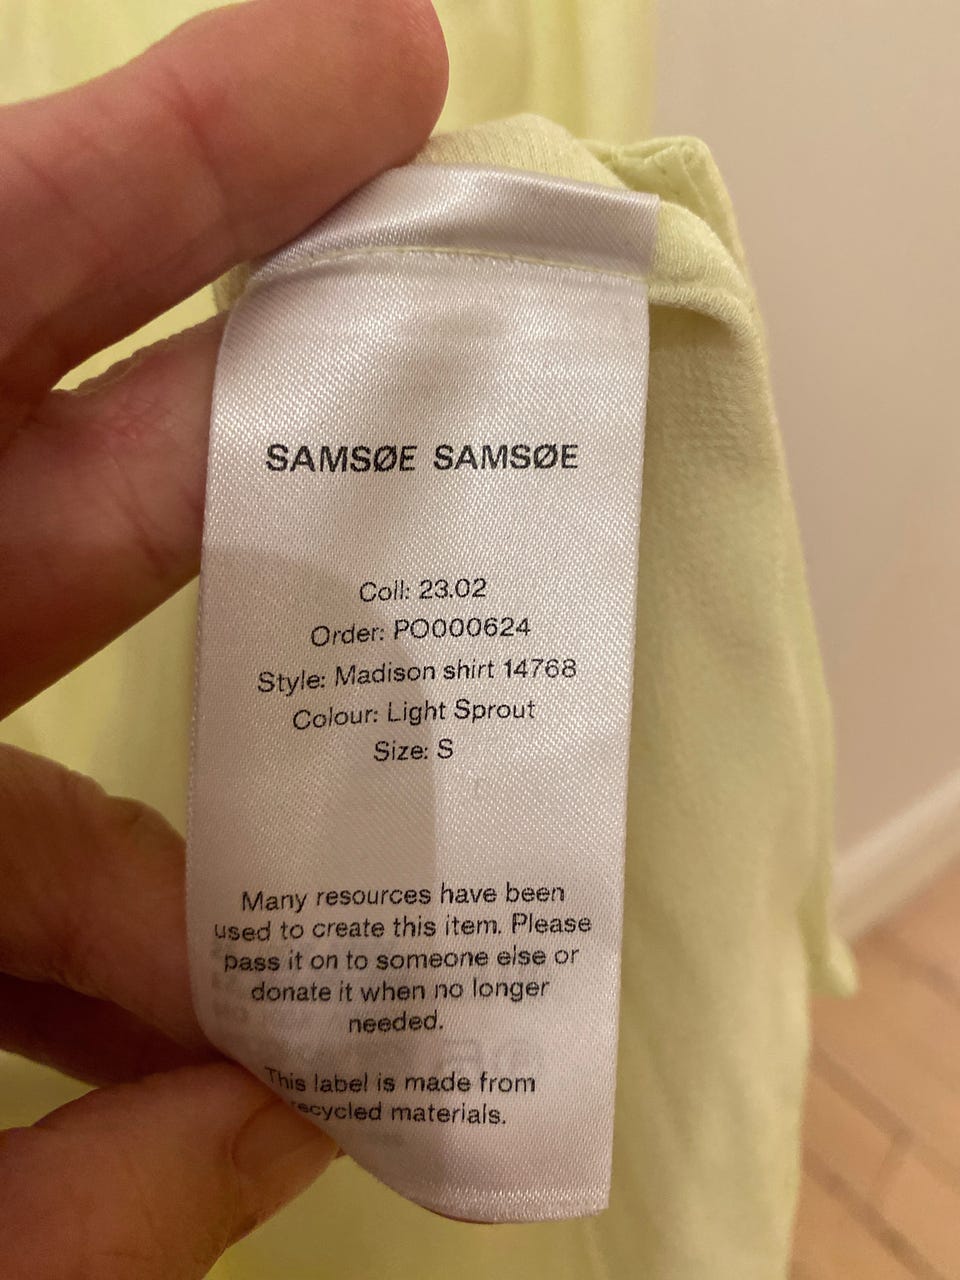 SAMSØE SAMSØE
Coll: 23.02
Order: PO000624
Style: Madison shirt 14768
Colour: Light Sprout
Size: S
Many resources have been
used to create this item. Please
pass it on to someone else or
donate it when no longer
needed.
This label is made from
recycled materials.